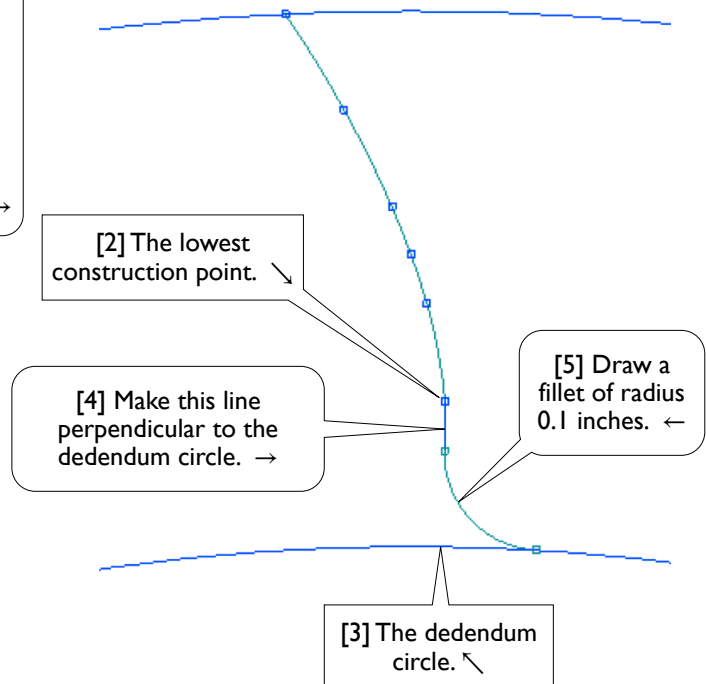 →
[2] The lowest
construction point. ↘
[4] Make this line
perpendicular to the
dedendum circle. →
[5] Draw a
fillet of radius
0.1 inches. ←
[3] The dedendum
circle. ↖